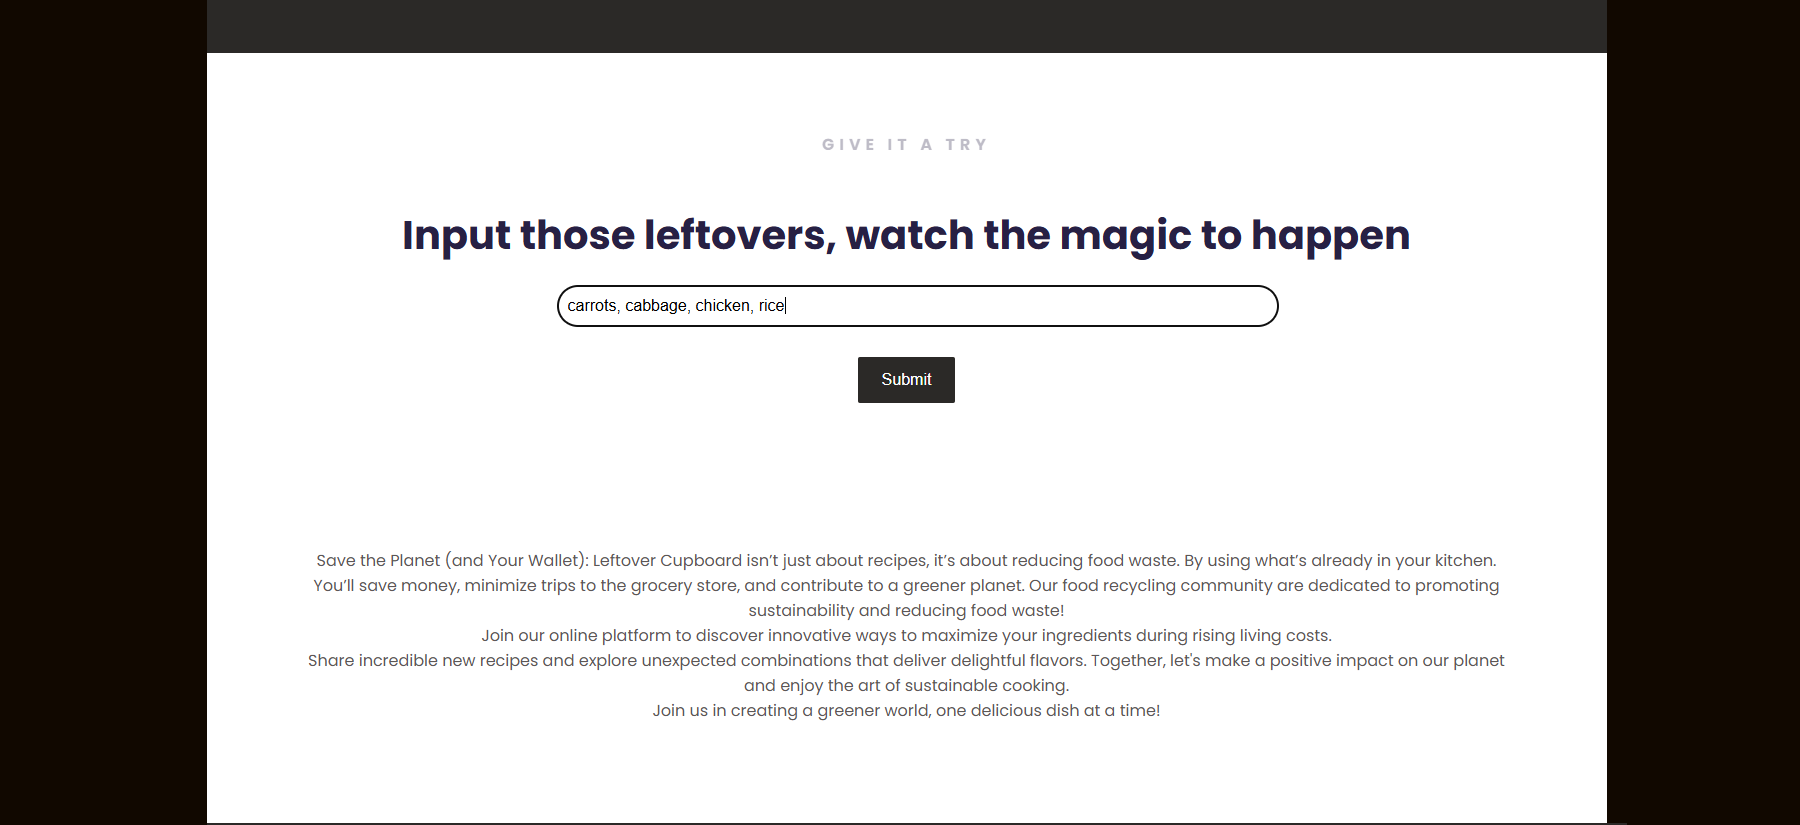 GIVE IT A TRY
Input those leftovers, watch the magic to happen
carrots, cabbage, chicken, rice
Submit
Save the Planet (and Your Wallet): Leftover Cupboard isn’t just about recipes, it’s about reducing food waste. By using what’s already in your kitchen.
You’ll save money, minimize trips to the grocery store, and contribute to a greener planet. Our food recycling community are dedicated to promoting
sustainability and reducing food waste!
Join our online platform to discover innovative ways to maximize your ingredients during rising living costs.
Share incredible new recipes and explore unexpected combinations that deliver delightful flavors. Together, let's make a positive impact on our planet
and enjoy the art of sustainable cooking.
Join us in creating a greener world, one delicious dish at a time!